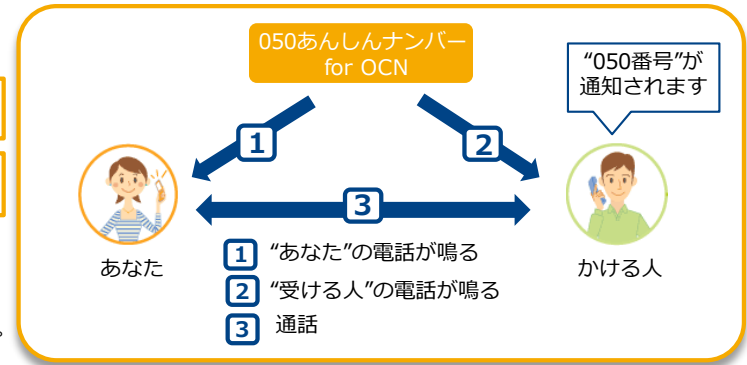 050あんしんナンバー
for OCN
“050番号”が
通知されます
1
2
3
あなた
かける人
1 “あなた”の電話が鳴る
2 “受ける人”の電話が鳴る
3 通話
。